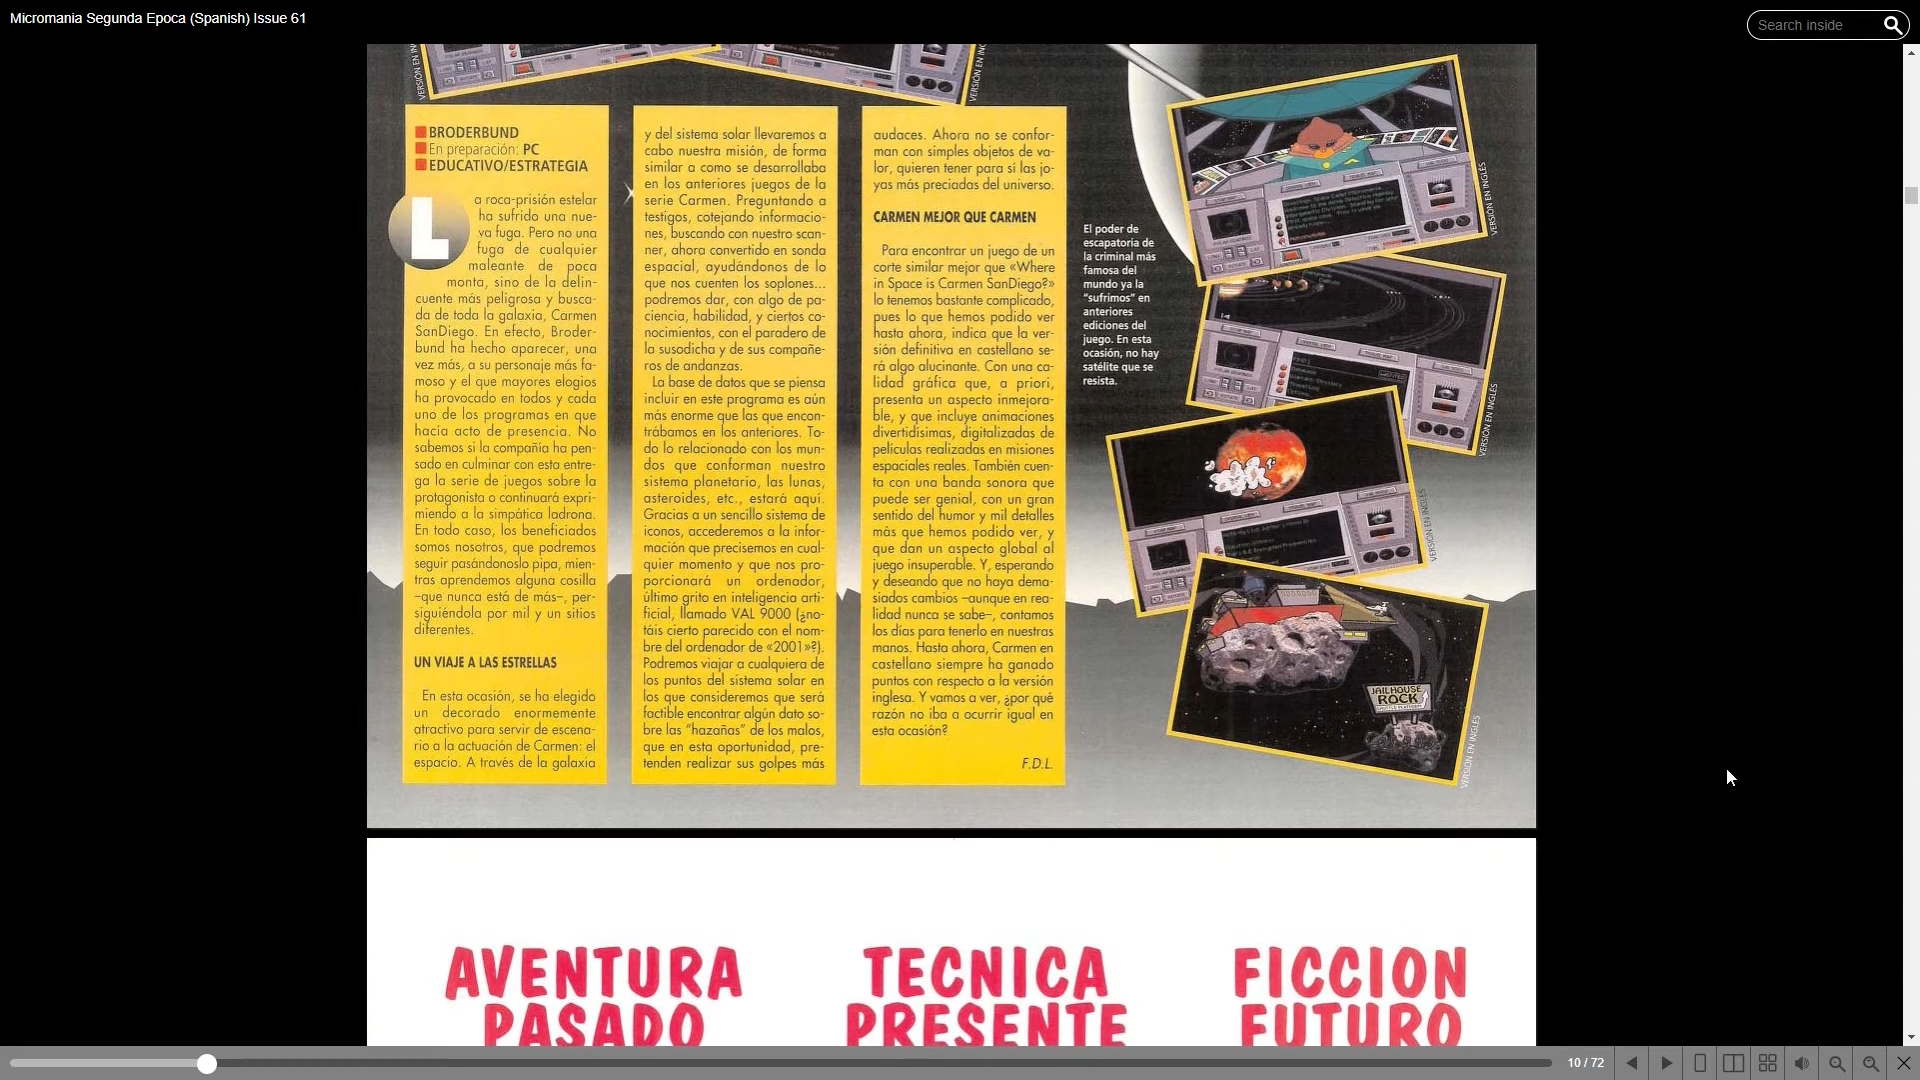 Micromania Segunda Epoca (Spanish) Issue 61
Search inside
VERSIÓN EN INGLÉS
BRODERBUND
En preparación: PC
EDUCATIVO/ESTRATEGIA
La roca-prisión estelar
ha sufrido una nue-
va fuga. Pero no una
fuga de cualquier
maleante de poca
monta, sino de la delin-
cuente más peligrosa y busca-
da de toda la galaxia, Carmen
SanDiego. En efecto, Broder-
bund ha hecho aparecer, una
vez más, a su personaje más fa-
moso y el que mayores elogios
ha provocado en todos y cada
uno de los programas en que
hacía acto de presencia. No
sabemos si la compañía ha pen-
sado en culminar con esta entre-
ga la serie de juegos sobre la
protagonista o continuará expri-
miendo a la simpática ladrona.
En todo caso, los beneficiados
somos nosotros, que podremos
seguir pasándonoslo pipa, mien-
tras aprendemos alguna cosilla
–que nunca está de más–, per-
siguiéndola por mil y un sitios
diferentes.
UN VIAJE A LAS ESTRELLAS
En esta ocasión, se ha elegido
un decorado enormemente
atractivo para servir de escena-
rio a la actuación de Carmen: el
espacio. A través de la galaxia
y del sistema solar llevaremos a
cabo nuestra misión, de forma
similar a como se desarrollaba
en los anteriores juegos de la
serie Carmen. Preguntando a
testigos, cotejando informacio-
nes, buscando con nuestro scan-
ner, ahora convertido en sonda
espacial, ayudándonos de lo
que nos cuenten los soplones...
podremos dar, con algo de pa-
ciencia, habilidad, y ciertos co-
nocimientos, con el paradero de
la susodicha y de sus compañe-
ros de andanzas.
La base de datos que se piensa
incluir en este programa es aún
más enorme que las que encon-
trábamos en los anteriores. To-
do lo relacionado con los mun-
dos que conforman nuestro
sistema planetario, las lunas,
asteroides, etc., estará aquí.
Gracias a un sencillo sistema de
iconos, accederemos a la infor-
mación que precisemos en cual-
quier momento y que nos pro-
porcionará un ordenador,
último grito en inteligencia arti-
ficial, llamado VAL 9000 (¿no-
táis cierto parecido con el nom-
bre del ordenador de «2001»?).
Podremos viajar a cualquiera de
los puntos del sistema solar en
los que consideremos que será
factible encontrar algún dato so-
bre las "hazañas" de los malos,
que en esta oportunidad, pre-
tenden realizar sus golpes más
audaces. Ahora no se confor-
man con simples objetos de va-
lor, quieren tener para sí las jo-
yas más preciadas del universo.
CARMEN MEJOR QUE CARMEN
Para encontrar un juego de un
corte similar mejor que «Where
in Space is Carmen SanDiego?»
lo tenemos bastante complicado,
pues lo que hemos podido ver
hasta ahora, indica que la ver-
sión definitiva en castellano se-
rá algo alucinante. Con una ca-
lidad gráfica que, a priori,
presenta un aspecto inmejora-
ble, y que incluye animaciones
divertidísimas, digitalizadas de
películas realizadas en misiones
espaciales reales. También cuen-
ta con una banda sonora que
puede ser genial, con un gran
sentido del humor y mil detalles
más que hemos podido ver, y
que dan un aspecto global al
juego insuperable. Y, esperando
y deseando que no haya dema-
siados cambios –aunque en rea-
lidad nunca se sabe–, contamos
los días para tenerlo en nuestras
manos. Hasta ahora, Carmen en
castellano siempre ha ganado
puntos con respecto a la versión
inglesa. Y vamos a ver, ¿por qué
razón no iba a ocurrir igual en
esta ocasión?
F.D.L.
El poder de
escapatoria de
la criminal más
famosa del
mundo ya la
"sufrimos" en
anteriores
ediciones del
juego. En esta
ocasión, no hay
satélite que se
resista.
VERSIÓN EN INGLÉS
VERSIÓN EN INGLÉS
VERSIÓN EN INGLÉS
JAILHOUSE
ROCK
VERSIÓN EN INGLÉS
AVENTURA
PASADO
TECNICA
PRESENTE
FICCION
FUTURO
10 / 72